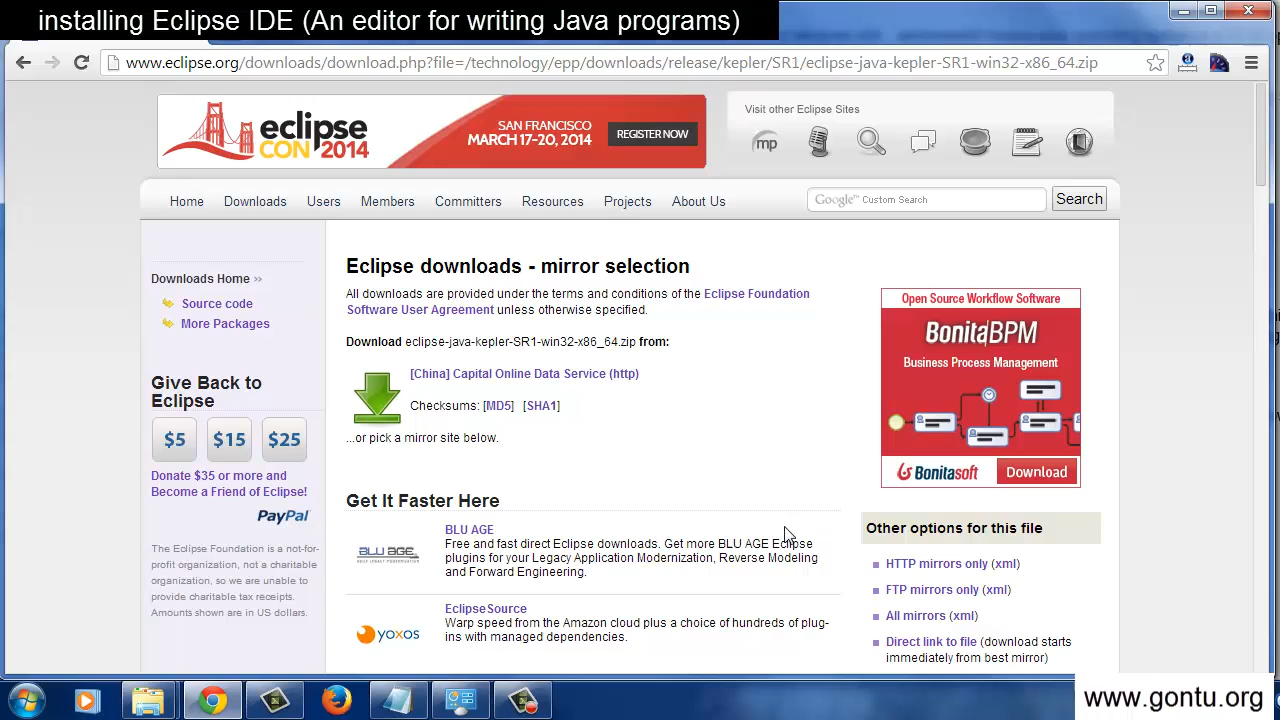 installing Eclipse IDE (An editor for writing Java programs)
www.eclipse.org/downloads/download.php?file=/technology/epp/downloads/release/kepler/SR1/eclipse-java-kepler-SR1-win32-x86_64.zip
eclipse
CON 2014
SAN FRANCISCO
MARCH 17-20, 2014
REGISTER NOW
Visit other Eclipse Sites
mp
Home Downloads Users Members Committers Resources Projects About Us
Google™ Custom Search
Search
Downloads Home »
Source code
More Packages
Give Back to
Eclipse
$5 $15 $25
Donate $35 or more and
Become a Friend of Eclipse!
PayPal
The Eclipse Foundation is a not-for-
profit organization, not a charitable
organization, so we are unable to
provide charitable tax receipts.
Amounts shown are in US dollars.
Eclipse downloads - mirror selection
All downloads are provided under the terms and conditions of the Eclipse Foundation
Software User Agreement unless otherwise specified.
Download eclipse-java-kepler-SR1-win32-x86_64.zip from:
[China] Capital Online Data Service (http)
Checksums: [MD5] [SHA1]
...or pick a mirror site below.
Get It Faster Here
BLU AGE
BLU AGE
Free and fast direct Eclipse downloads. Get more BLU AGE Eclipse
plugins for your Legacy Application Modernization, Reverse Modeling
and Forward Engineering.
yoxos
EclipseSource
Warp speed from the Amazon cloud plus a choice of hundreds of plug-
ins with managed dependencies.
Open Source Workflow Software
BonitaBPM
Business Process Management
Bonitasoft
Download
Other options for this file
HTTP mirrors only (xml)
FTP mirrors only (xml)
All mirrors (xml)
Direct link to file (download starts
immediately from best mirror)
www.gontu.org